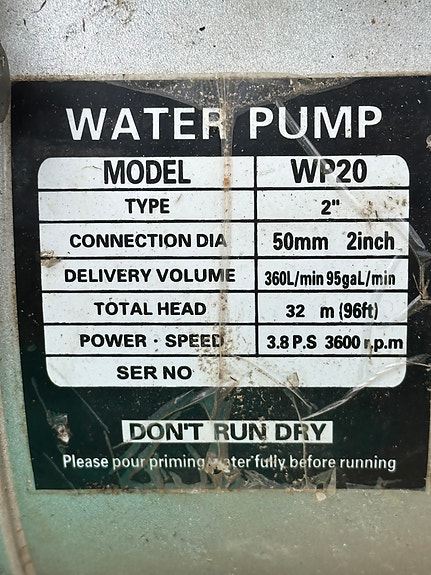 WATER PUMP
MODEL WP20
TYPE 2"
CONNECTION DIA 50mm 2inch
DELIVERY VOLUME 360L/min 95gaL/min
TOTAL HEAD 32 m (96ft)
POWER · SPEED 3.8 P.S 3600 r.p.m
SER NO
DON'T RUN DRY
Please pour priming water fully before running